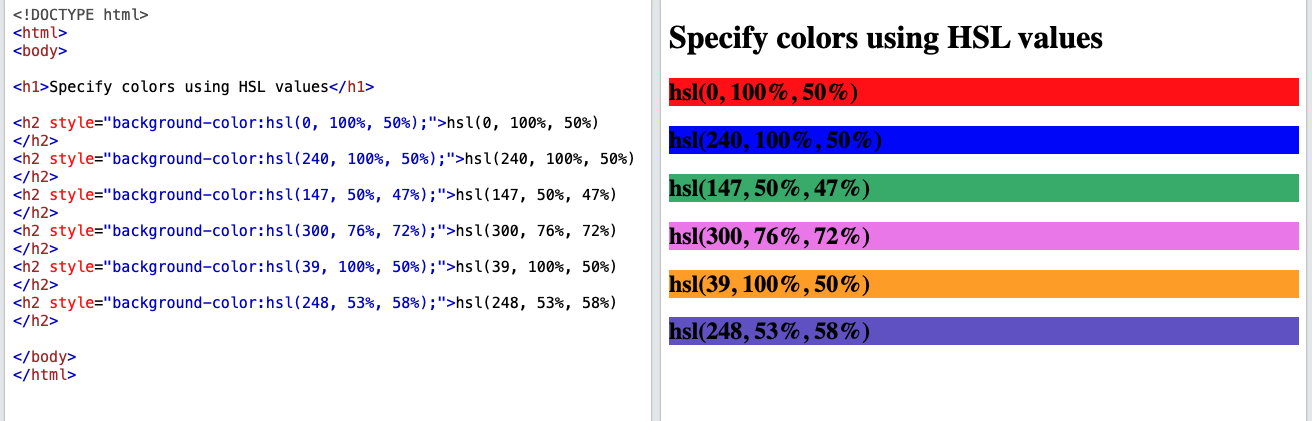 <!DOCTYPE html>
<html>
<body>
<h1>Specify colors using HSL values</h1>
<h2 style="background-color:hsl(0, 100%, 50%);">hsl(0, 100%, 50%)
</h2>
<h2 style="background-color:hsl(240, 100%, 50%);">hsl(240, 100%, 50%)
</h2>
<h2 style="background-color:hsl(147, 50%, 47%);">hsl(147, 50%, 47%)
</h2>
<h2 style="background-color:hsl(300, 76%, 72%);">hsl(300, 76%, 72%)
</h2>
<h2 style="background-color:hsl(39, 100%, 50%);">hsl(39, 100%, 50%)
</h2>
<h2 style="background-color:hsl(248, 53%, 58%);">hsl(248, 53%, 58%)
</h2>
</body>
</html>
Specify colors using HSL values
hsl(0, 100%, 50%)
hsl(240, 100%, 50%)
hsl(147, 50%, 47%)
hsl(300, 76%, 72%)
hsl(39, 100%, 50%)
hsl(248, 53%, 58%)